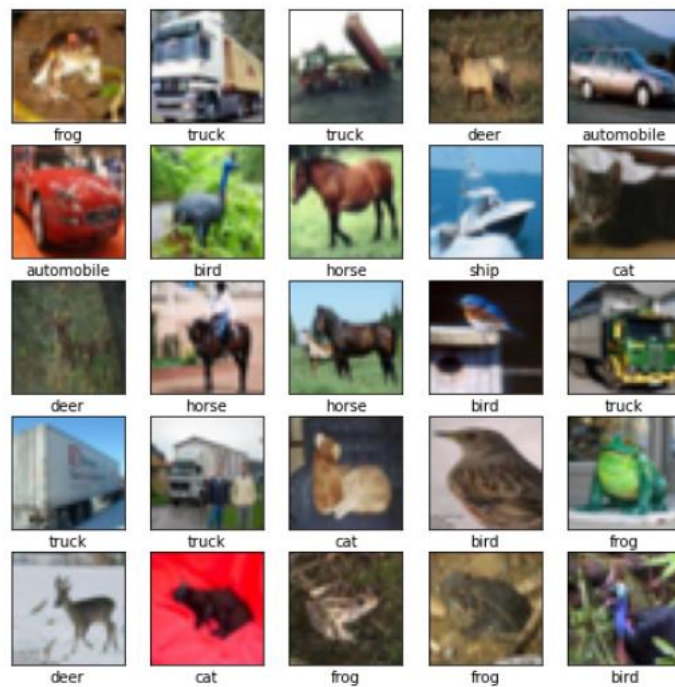 frog truck truck deer automobile
automobile bird horse ship cat
deer horse horse bird truck
truck truck cat bird frog
deer cat frog frog bird